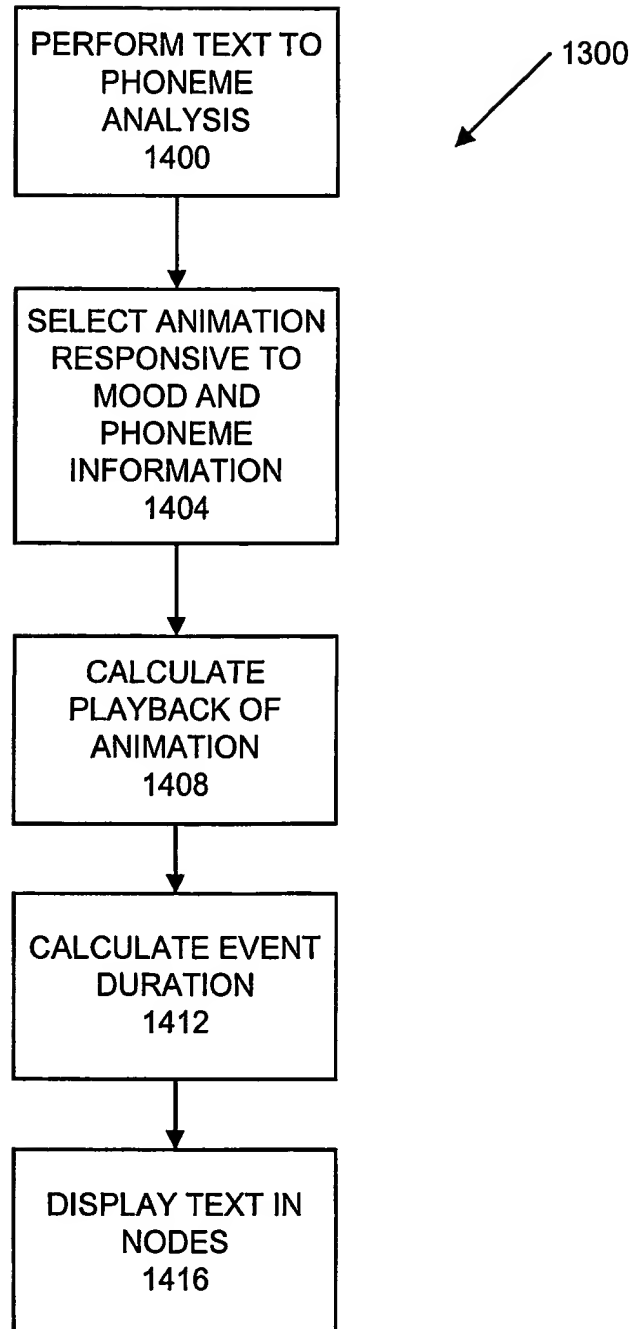 PERFORM TEXT TO
PHONEME
ANALYSIS
1400
1300
SELECT ANIMATION
RESPONSIVE TO
MOOD AND
PHONEME
INFORMATION
1404
CALCULATE
PLAYBACK OF
ANIMATION
1408
CALCULATE EVENT
DURATION
1412
DISPLAY TEXT IN
NODES
1416